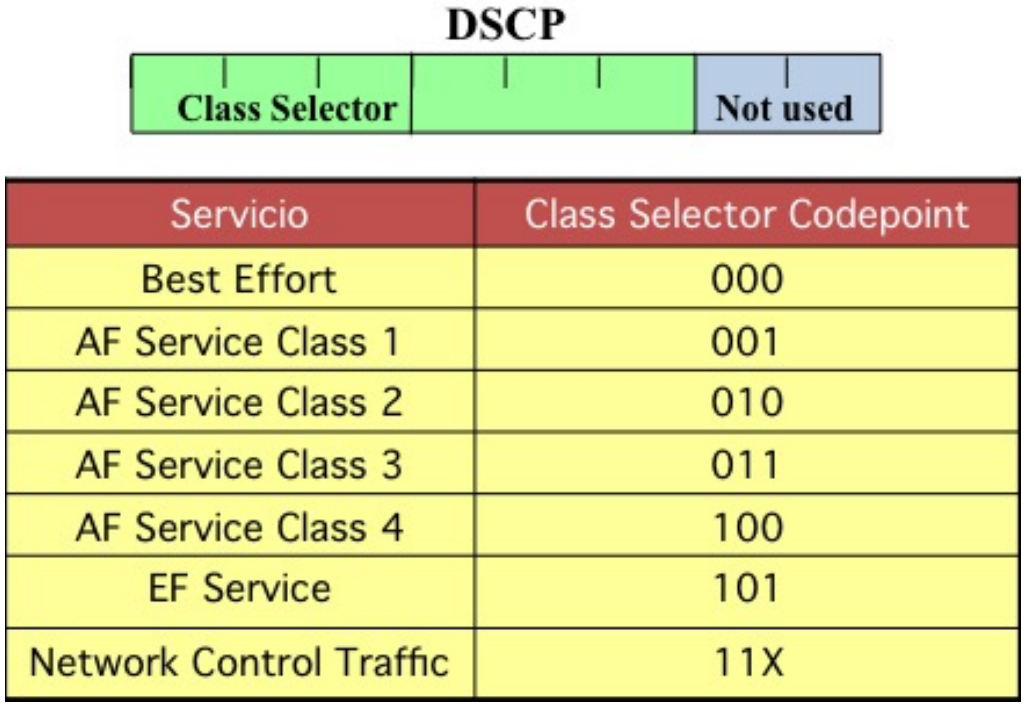 DSCP
Class Selector Not used
Servicio Class Selector Codepoint
Best Effort 000
AF Service Class 1 001
AF Service Class 2 010
AF Service Class 3 011
AF Service Class 4 100
EF Service 101
Network Control Traffic 11X